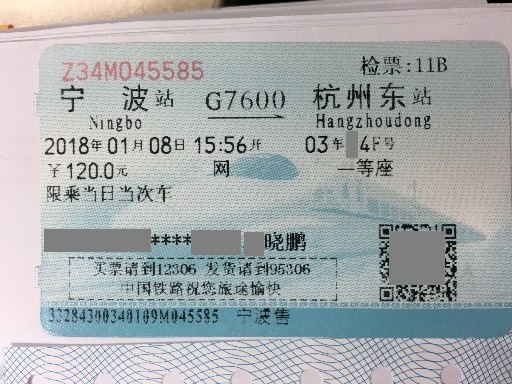 Z34M045585 检票:11B
宁波站 G7600 杭州东站
Ningbo Hangzhoudong
2018年01月08日15:56开 03车 4F号
￥120.0元 网 一等座
限乘当日当次车
**** 晓鹏
买票请到12306 发货请到95306
中国铁路祝您旅途愉快
33284300340109M045585 宁波售